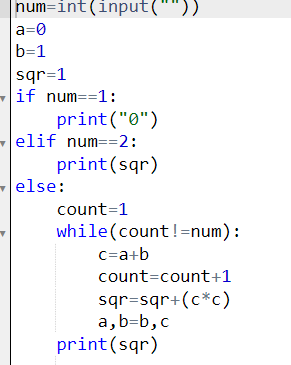 num=int(input(""))
a=0
b=1
sqr=1
if num==1:
    print("0")
elif num==2:
    print(sqr)
else:
    count=1
    while(count!=num):
        c=a+b
        count=count+1
        sqr=sqr+(c*c)
        a,b=b,c
    print(sqr)